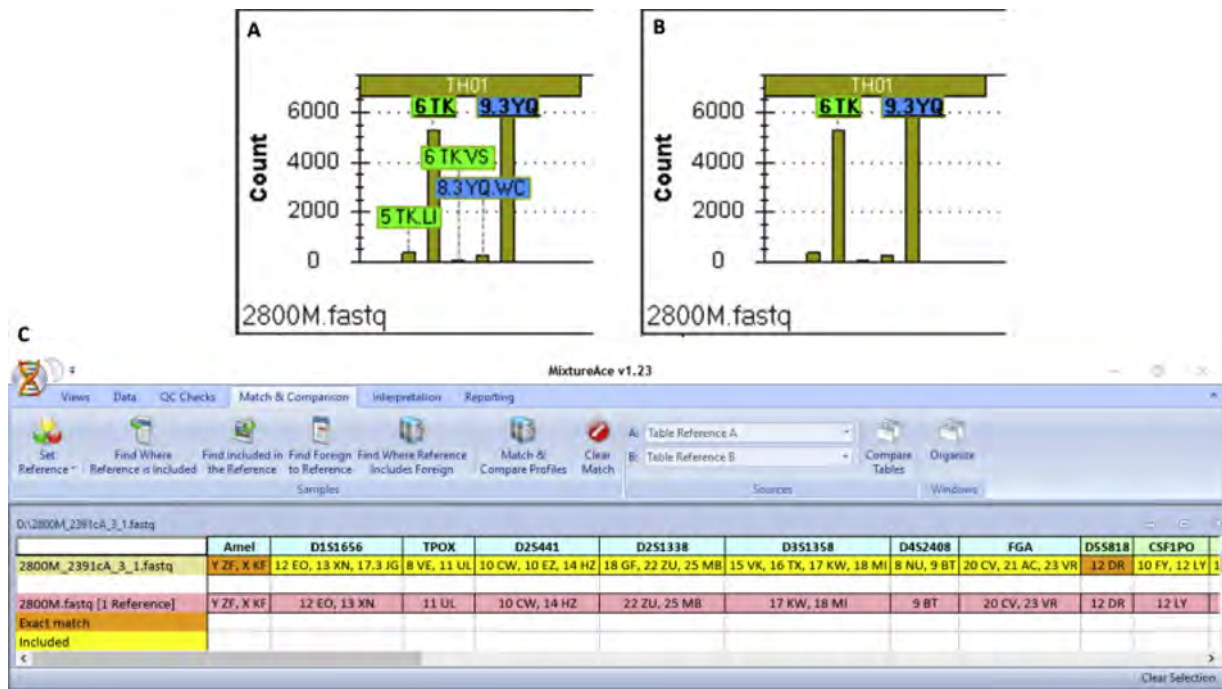 A
TH01
6 TK 9.3YQ
6000
6 TK.VS
4000
8.3 YQ.WC
5 TK.LI
2000
0
Count
2800M.fastq
B
TH01
6 TK 9.3YQ
6000
4000
2000
0
Count
2800M.fastq
C
MixtureAce v1.23
Views Data QC Checks Match & Comparison Interpretation Reporting
Set Reference
Find Where Reference is Included
Find Included in the Reference
Find Foreign to Reference
Find Where Reference Includes Foreign
Match & Compare Profiles
Clear Match
A: Table Reference A
B: Table Reference B
Compare Tables
Organize
Samples Sources Windows
D:\2800M_2391cA_3_1.fastq
Amel D1S1656 TPOX D2S441 D2S1338 D3S1358 D4S2408 FGA D5S818 CSF1PO
2800M_2391cA_3_1.fastq Y ZF, X KF 12 EO, 13 XN, 17.3 JG 8 VE, 11 UL 10 CW, 10 EZ, 14 HZ 18 GF, 22 ZU, 25 MB 15 VK, 16 TX, 17 KW, 18 MI 8 NU, 9 BT 20 CV, 21 AC, 23 VR 12 DR 10 FY, 12 LY 1
2800M.fastq [1 Reference] Y ZF, X KF 12 EO, 13 XN 11 UL 10 CW, 14 HZ 22 ZU, 25 MB 17 KW, 18 MI 9 BT 20 CV, 23 VR 12 DR 12 LY
Exact match
Included
Clear Selection